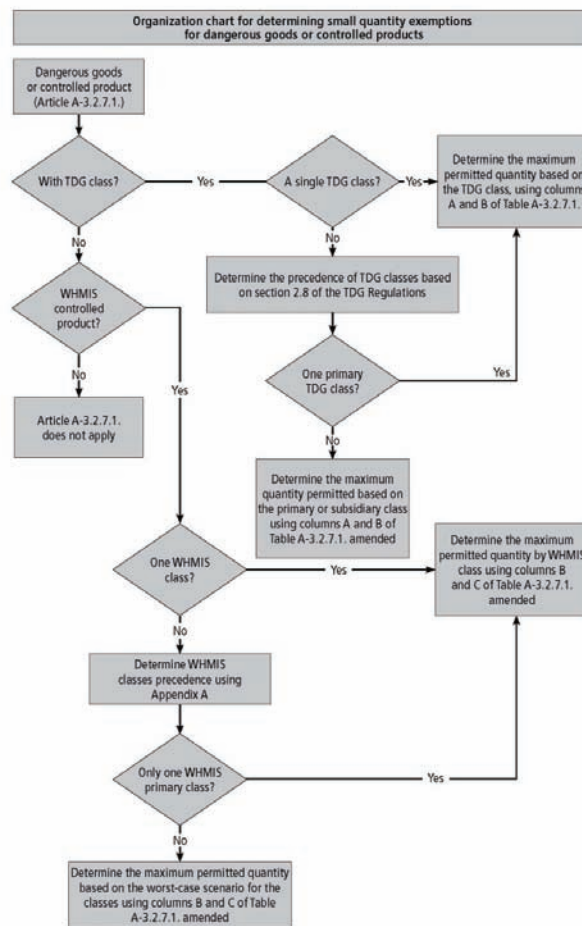 Organization chart for determining small quantity exemptions
for dangerous goods or controlled products
Dangerous goods
or controlled product
(Article A-3.2.7.1.)
With TDG class?
Yes
A single TDG class?
Yes
Determine the maximum
permitted quantity based on
the TDG class, using columns
A and B of Table A-3.2.7.1.
No
No
WHMIS
controlled
product?
Determine the precedence of TDG classes based
on section 2.8 of the TDG Regulations
One primary
TDG class?
Yes
No
Yes
Article A-3.2.7.1.
does not apply
No
Determine the maximum
quantity permitted based on
the primary or subsidiary class
using columns A and B of
Table A-3.2.7.1. amended
One WHMIS
class?
Yes
Determine the maximum
permitted quantity by WHMIS
class using columns B
and C of Table A-3.2.7.1.
amended
No
Determine WHMIS
classes precedence using
Appendix A
Only one WHMIS
primary class?
Yes
No
Determine the maximum permitted quantity
based on the worst-case scenario for the
classes using columns B and C of Table
A-3.2.7.1. amended